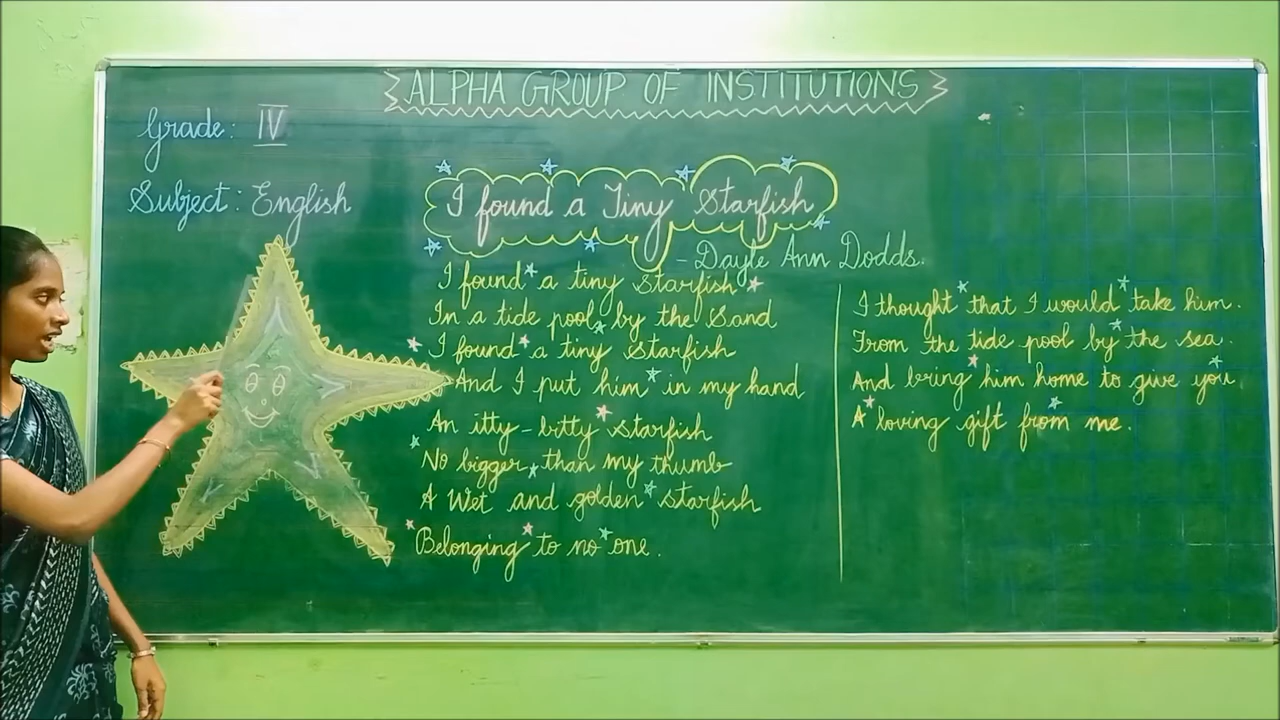 ALPHA GROUP OF INSTITUTIONS
Grade: IV
Subject: English
I found a Tiny Starfish
- Dayle Ann Dodds.
I found a tiny starfish
In a tide pool by the Sand
I found a tiny starfish
And I put him in my hand
An itty-bitty starfish
No bigger than my thumb
A Wet and golden starfish
Belonging to no one.
I thought that I would take him.
From the tide pool by the sea.
And bring him home to give you
A loving gift from me.